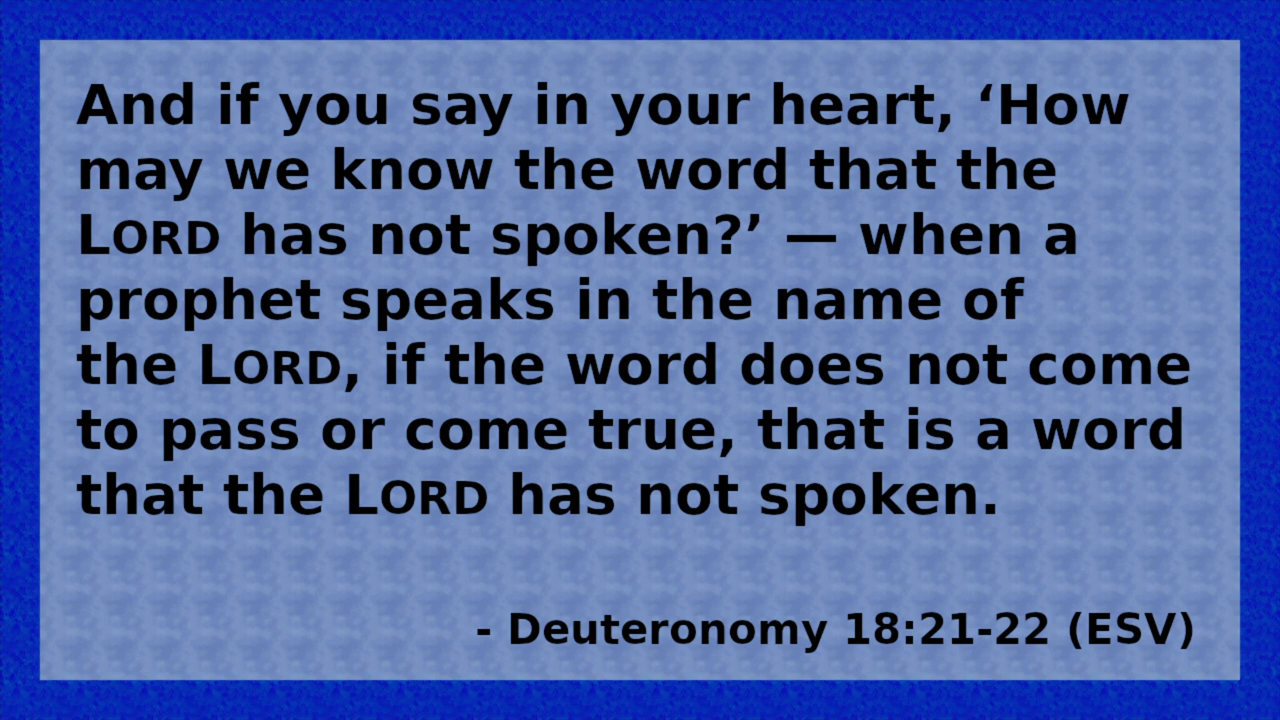 And if you say in your heart, ‘How
may we know the word that the
LORD has not spoken?’ — when a
prophet speaks in the name of
the LORD, if the word does not come
to pass or come true, that is a word
that the LORD has not spoken.
- Deuteronomy 18:21-22 (ESV)